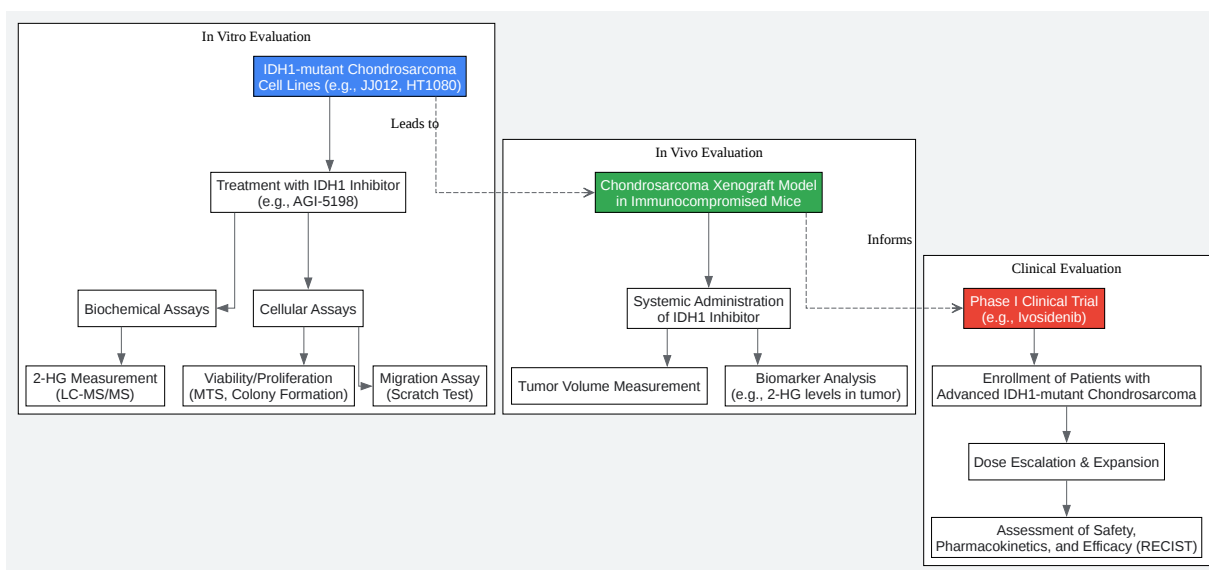 In Vitro Evaluation
IDH1-mutant Chondrosarcoma
Cell Lines (e.g., JJ012, HT1080)
Leads to
Treatment with IDH1 Inhibitor
(e.g., AGI-5198)
Biochemical Assays
Cellular Assays
2-HG Measurement
(LC-MS/MS)
Viability/Proliferation
(MTS, Colony Formation)
Migration Assay
(Scratch Test)
In Vivo Evaluation
Chondrosarcoma Xenograft Model
in Immunocompromised Mice
Informs
Systemic Administration
of IDH1 Inhibitor
Tumor Volume Measurement
Biomarker Analysis
(e.g., 2-HG levels in tumor)
Clinical Evaluation
Phase I Clinical Trial
(e.g., Ivosidenib)
Enrollment of Patients with
Advanced IDH1-mutant Chondrosarcoma
Dose Escalation & Expansion
Assessment of Safety,
Pharmacokinetics, and Efficacy (RECIST)